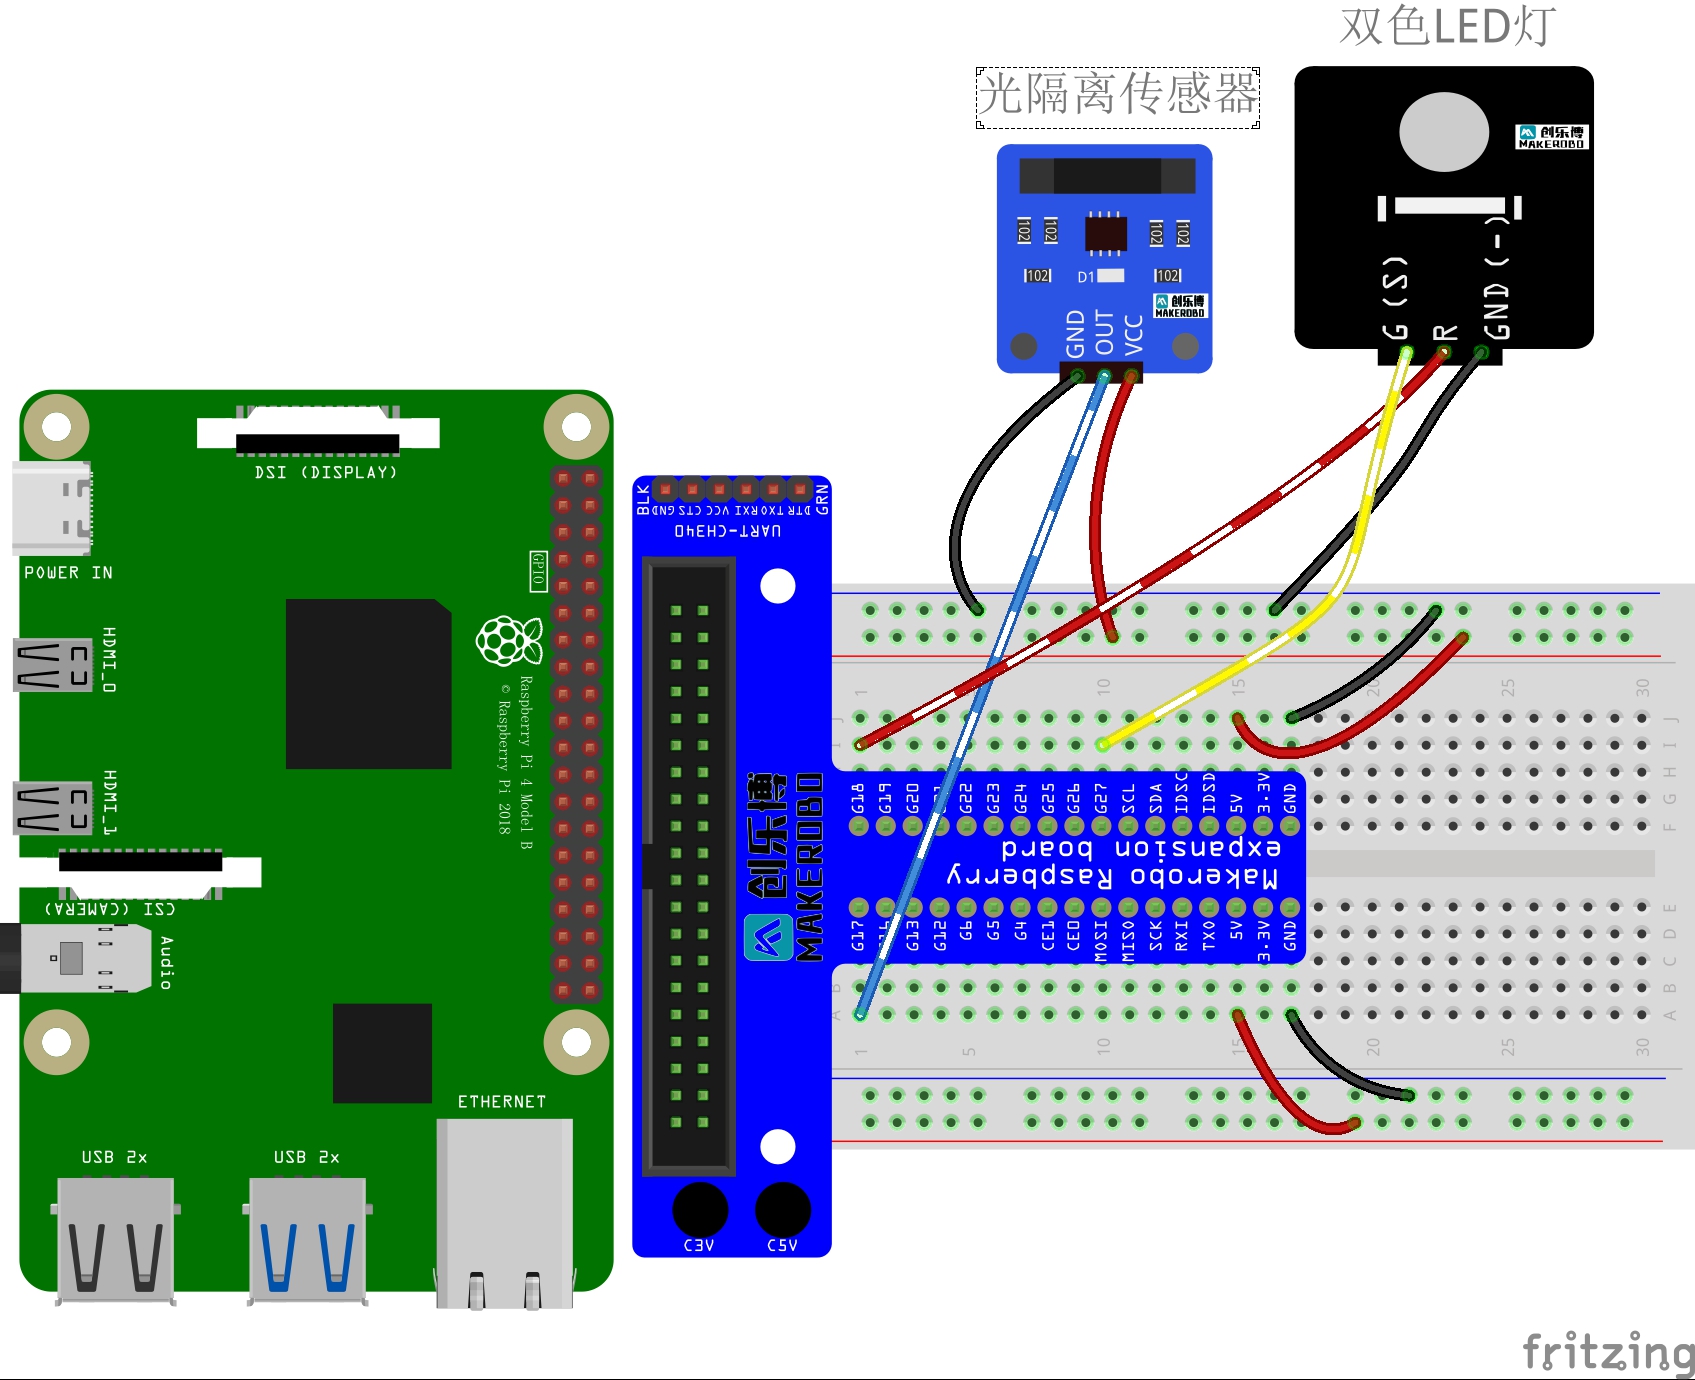 双色LED灯
光隔离传感器
创乐博
MAKEROBO
102
102
102
102
102
D1
102
创乐博
MAKEROBO
GND
OUT
VCC
G(S)
R
GND(-)
DSI (DISPLAY)
POWER IN
GPIO
HDMI_0
HDMI_1
Raspberry Pi 4 Model B
© Raspberry Pi 2018
CSI (CAMERA)
Audio
ETHERNET
USB 2x
USB 2x
BLK
GRN
GND CTS VCC RXI TXO DTR
UART-CH340
创乐博
MAKEROBO
C3V
C5V
1 10 15 20 25 30
J J
I I
H
G
F
G18 G19 G20 G22 G23 G24 G25 G26 G27 SCL SDA IDSC IDSD 5V 3.3V GND
Makerobo Raspberry
expansion board
G17 G13 G12 G6 G5 G4 CE1 CE0 MOSI MISO SCK RXI TXO 5V 3.3V GND
E
D
C
B B
A A
1 5 10 15 20 25 30
fritzing